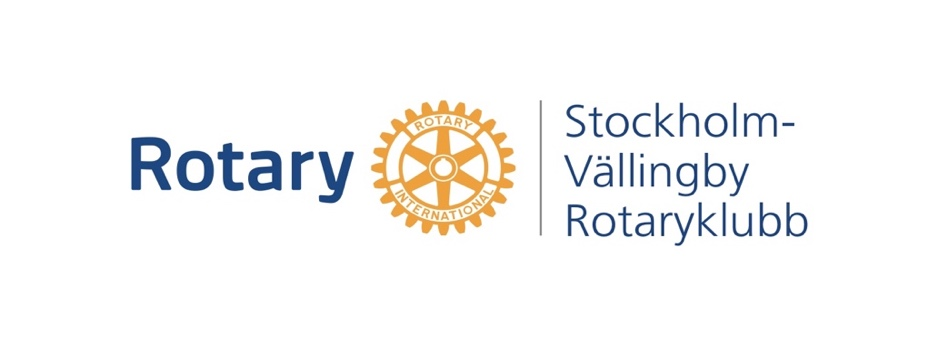 Rotary
ROTARY
INTERNATIONAL
Stockholm-
Vällingby
Rotaryklubb